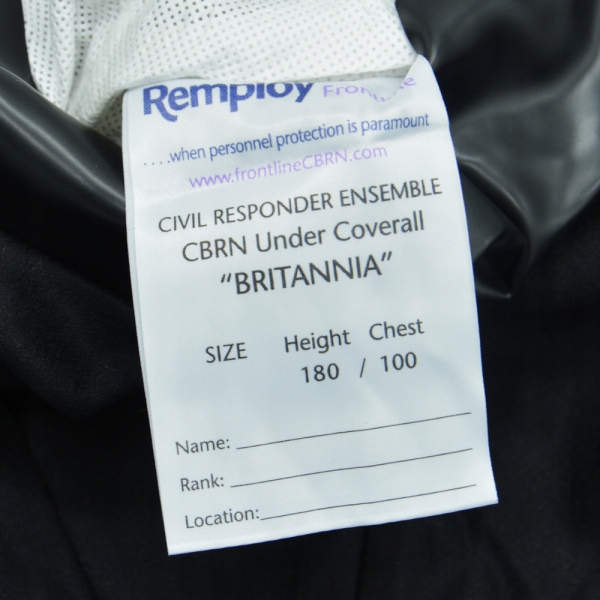 Remploy Frontline
....when personnel protection is paramount
www.frontlineCBRN.com
CIVIL RESPONDER ENSEMBLE
CBRN Under Coverall
“BRITANNIA”
SIZE Height Chest
180 / 100
Name:
Rank:
Location: